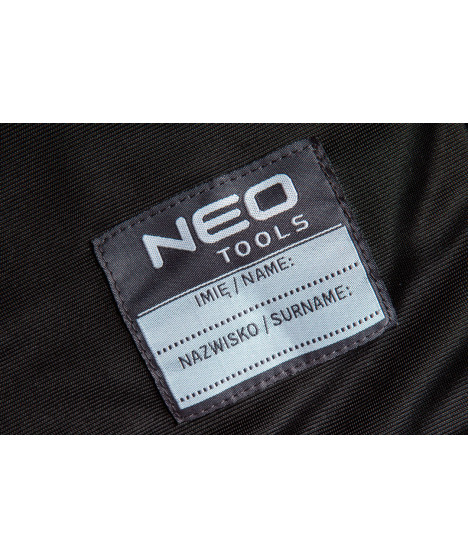 NEO
TOOLS
IMIĘ / NAME:
NAZWISKO / SURNAME: